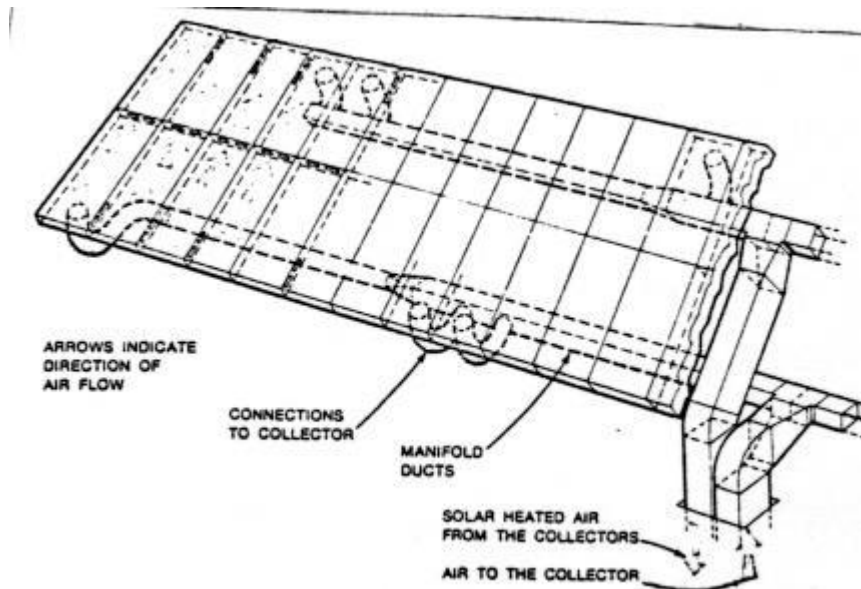 ARROWS INDICATE
DIRECTION OF
AIR FLOW
CONNECTIONS
TO COLLECTOR
MANIFOLD
DUCTS
SOLAR HEATED AIR
FROM THE COLLECTORS
AIR TO THE COLLECTOR